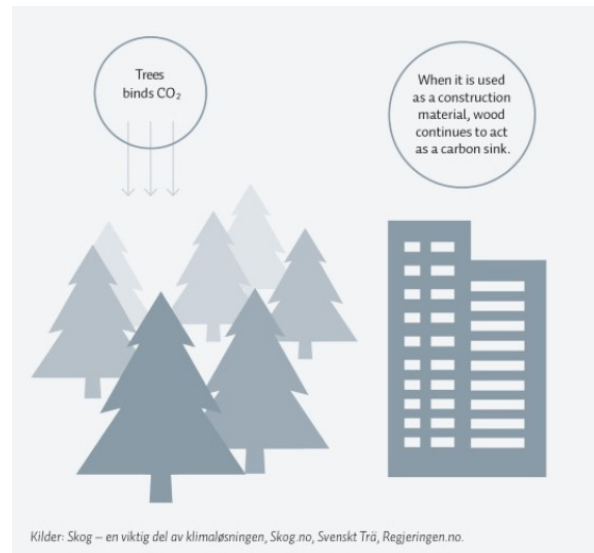 Trees
binds CO₂
When it is used
as a construction
material, wood
continues to act
as a carbon sink.
Kilder: Skog – en viktig del av klimaløsningen, Skog.no, Svenskt Trä, Regjeringen.no.